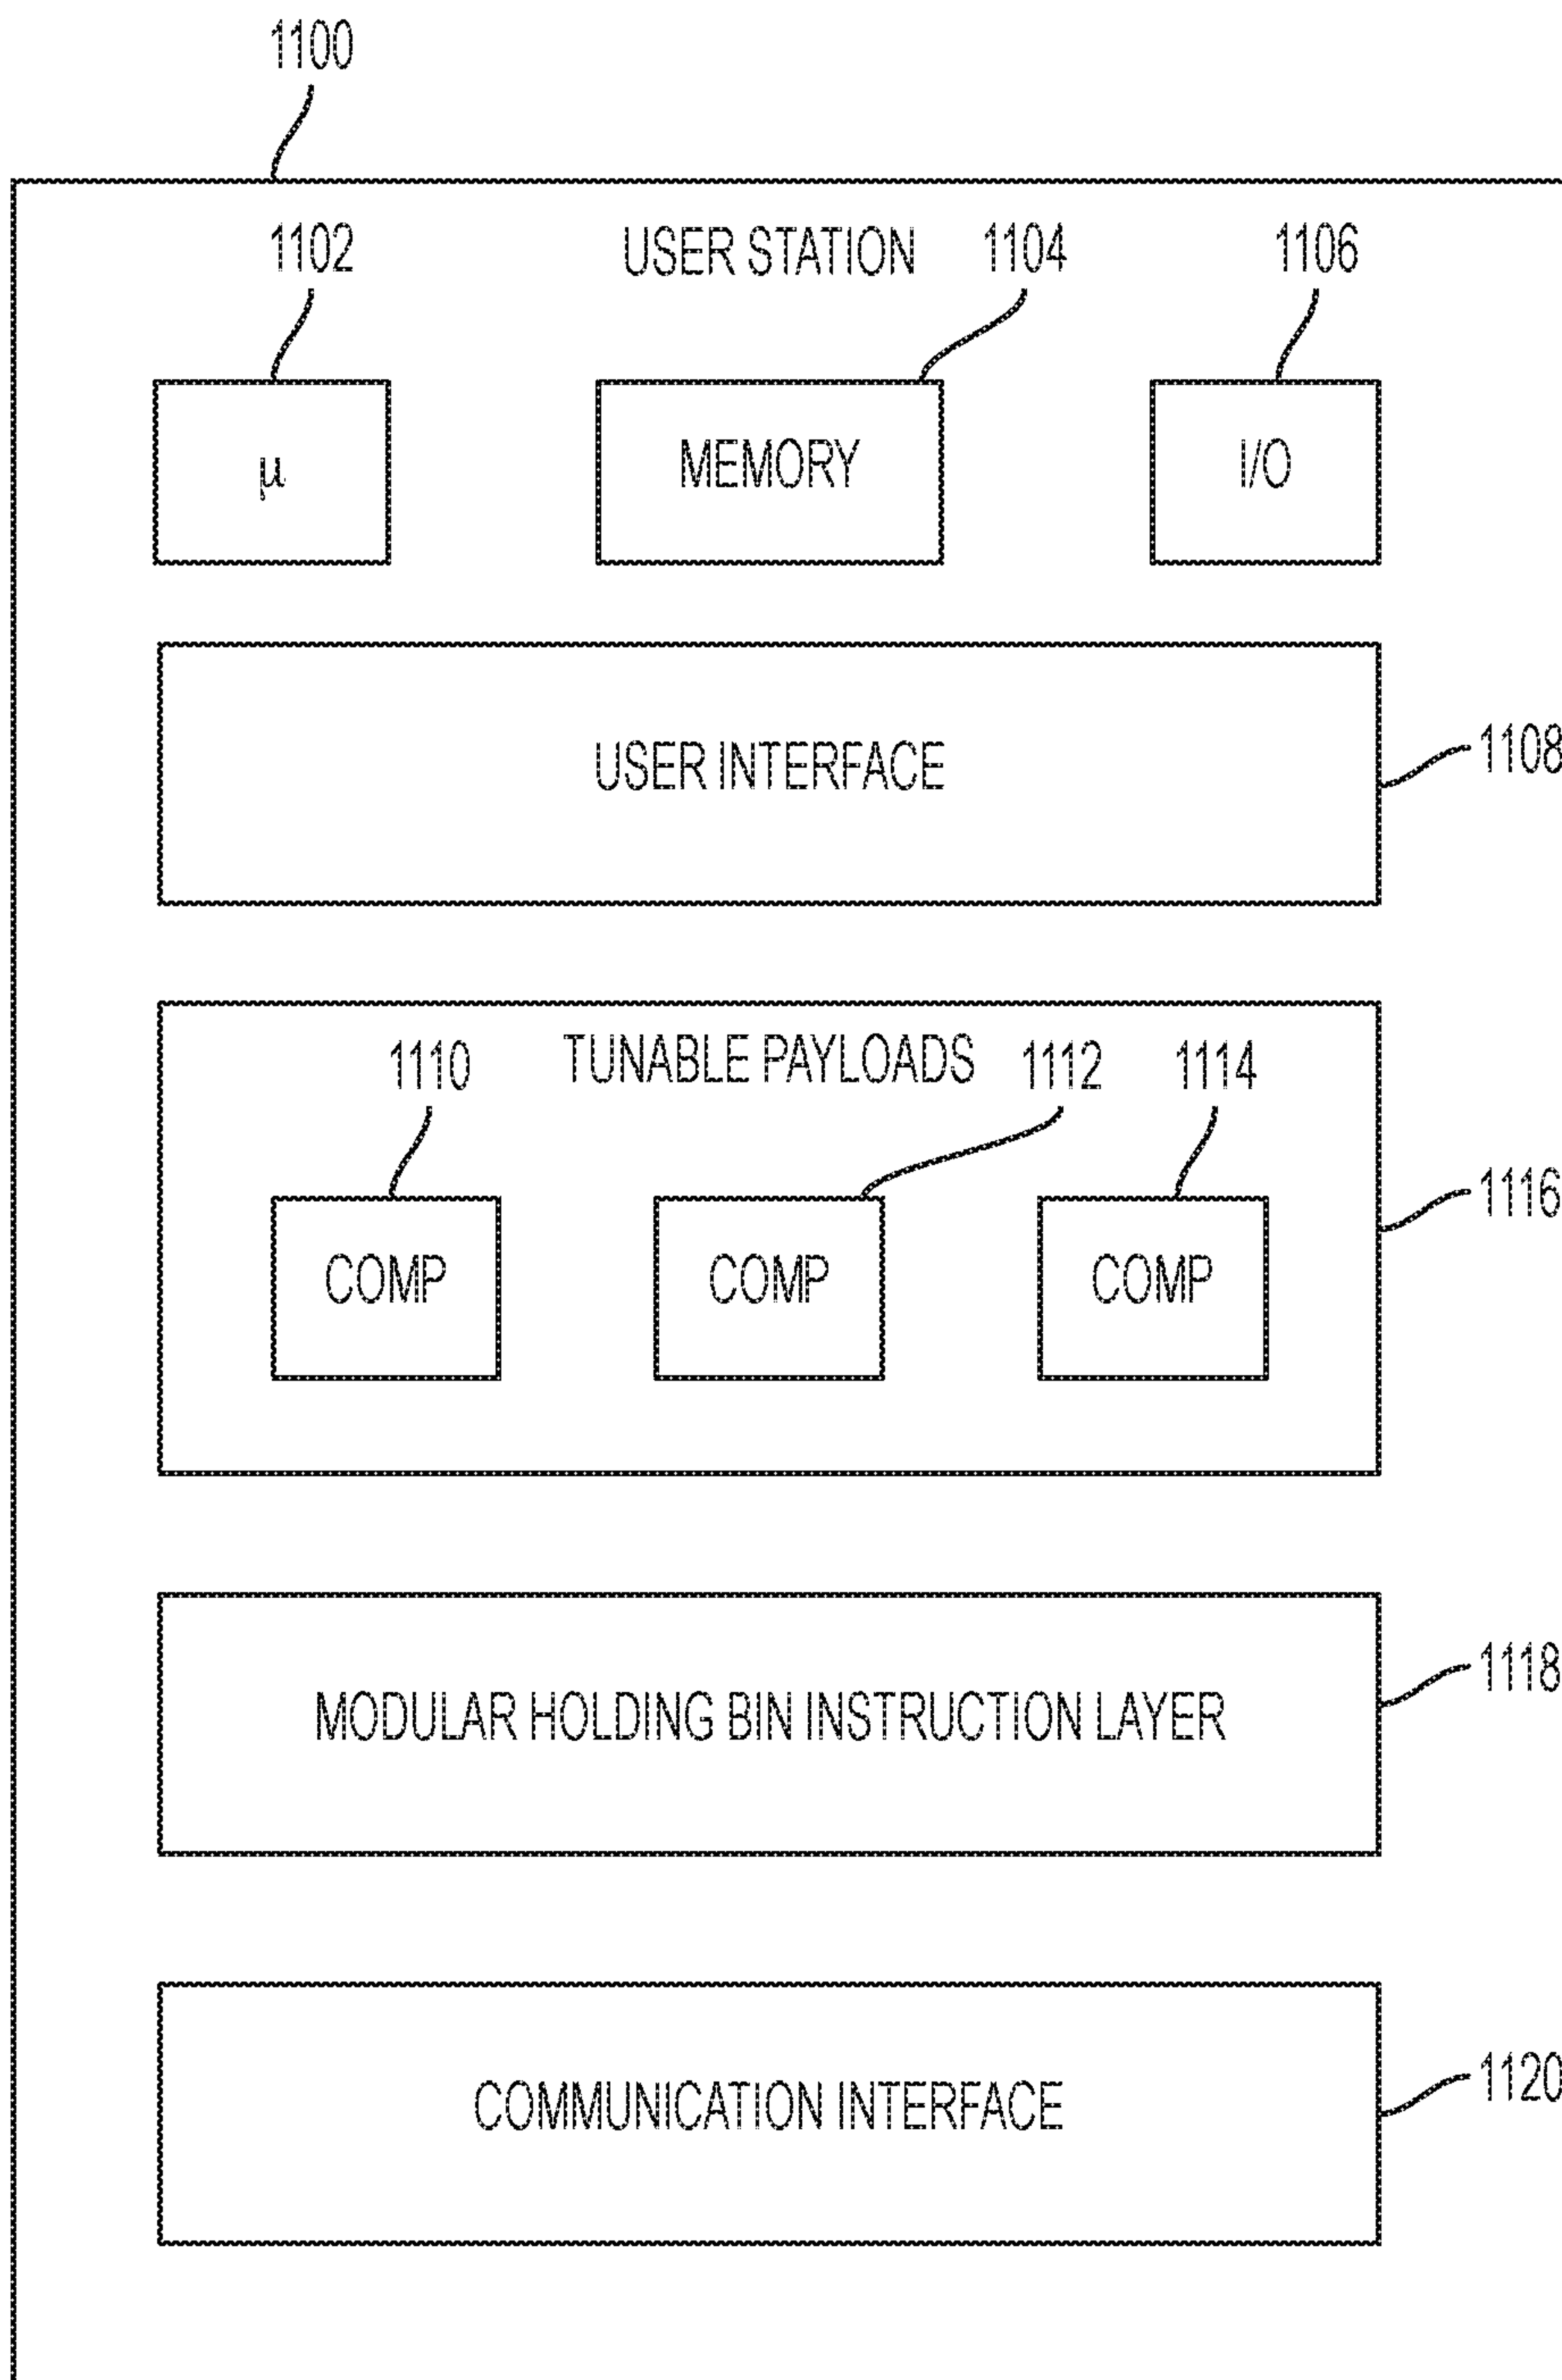 1100
1102 USER STATION 1104 1106
μ MEMORY I/O
USER INTERFACE 1108
1110 TUNABLE PAYLOADS 1112 1114
1116
COMP COMP COMP
MODULAR HOLDING BIN INSTRUCTION LAYER 1118
COMMUNICATION INTERFACE 1120